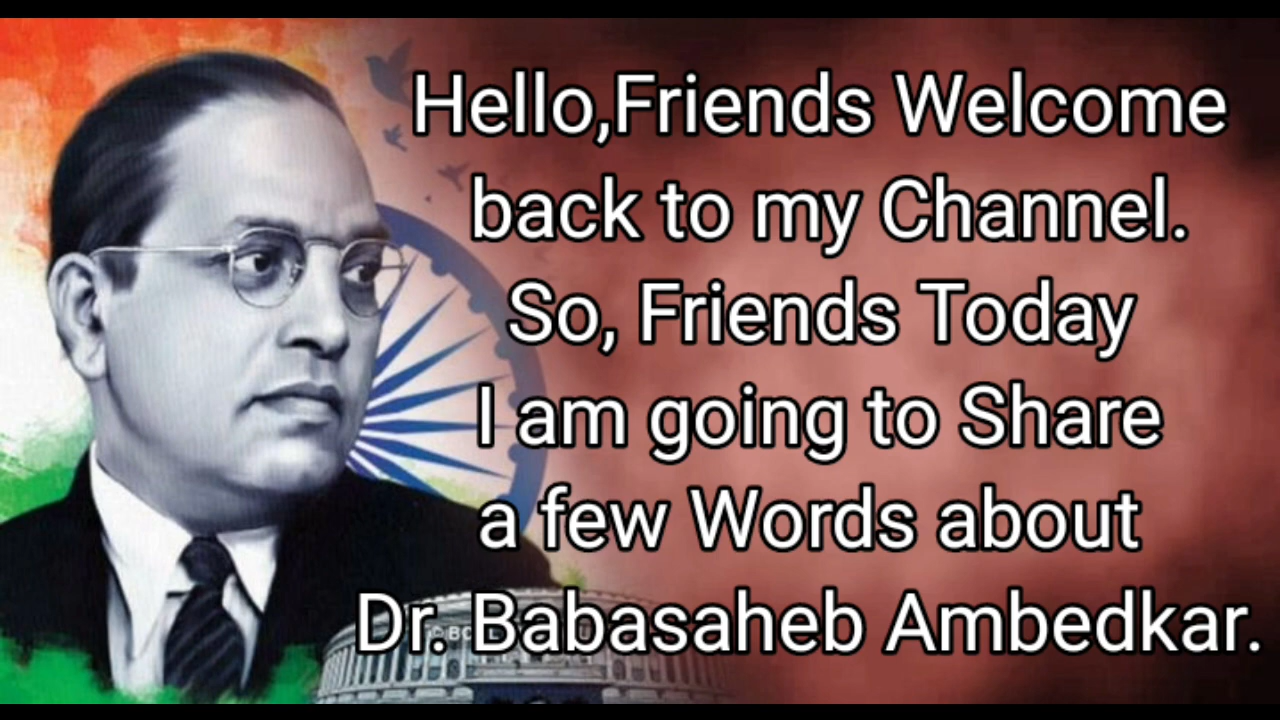 Hello,Friends Welcome
back to my Channel.
So, Friends Today
I am going to Share
a few Words about
Dr. Babasaheb Ambedkar.